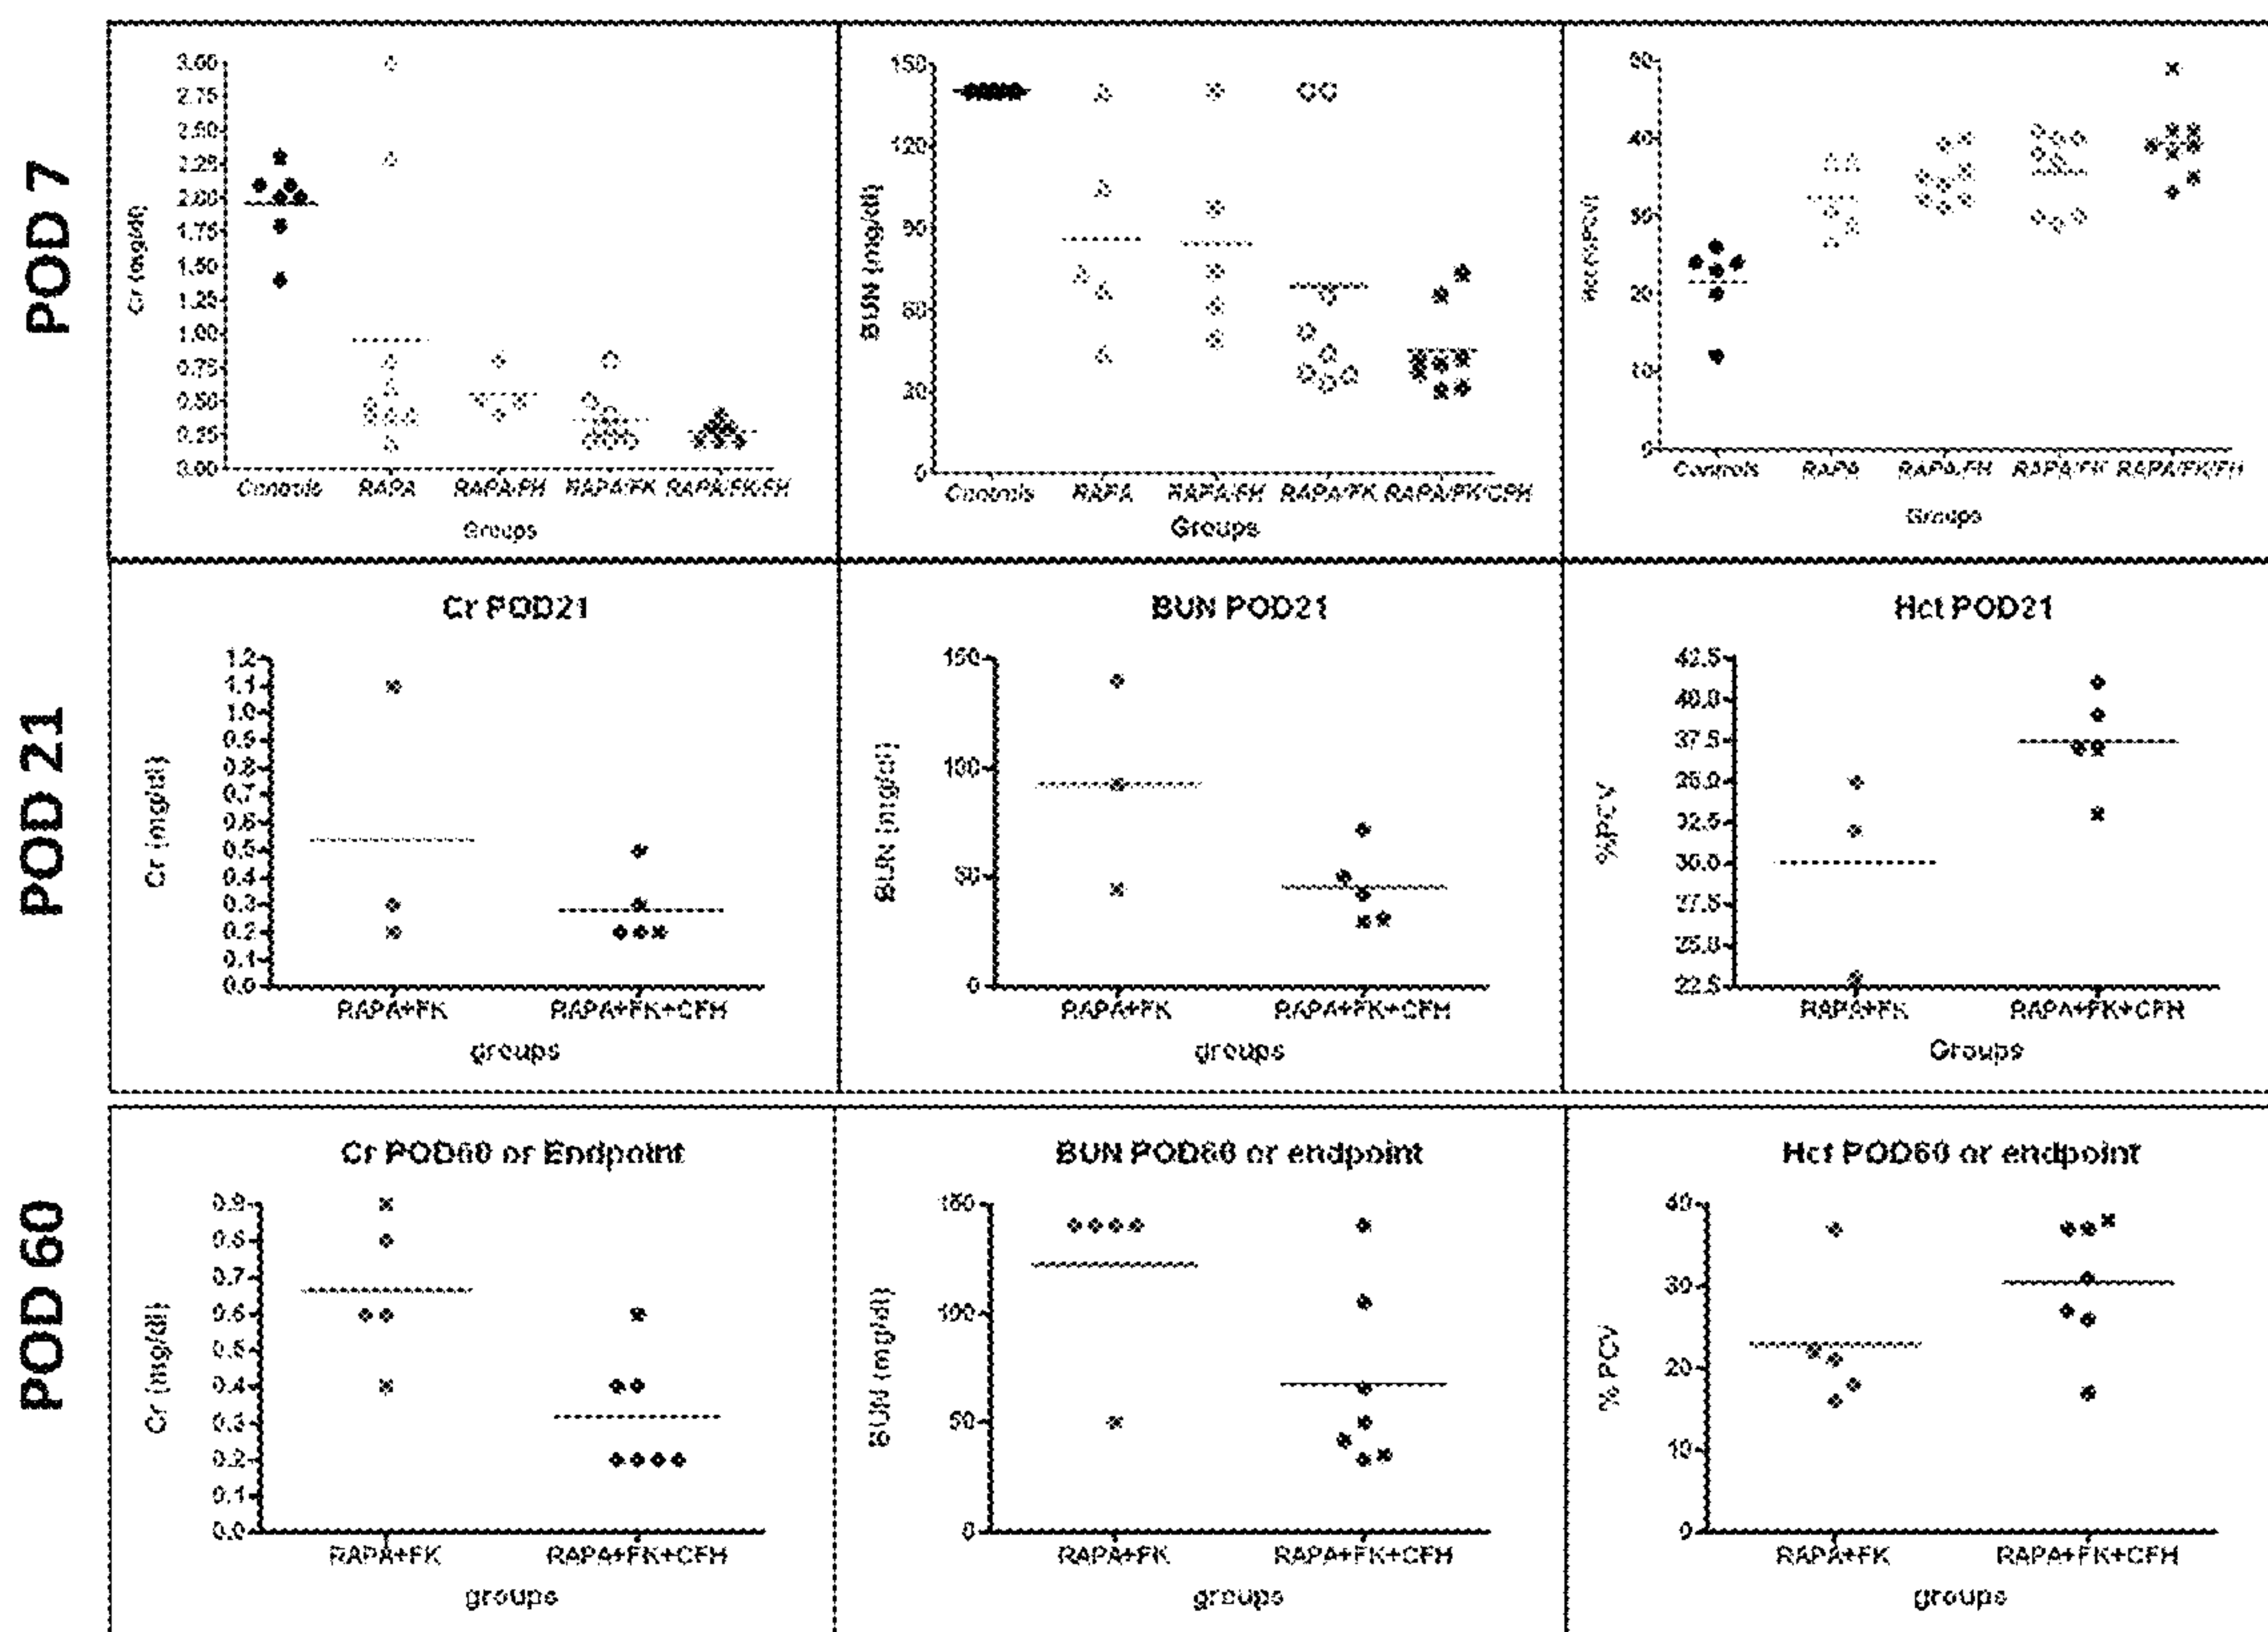 POD 7
Cr (mg/dl)
3.00
2.75
2.50
2.25
2.00
1.75
1.50
1.25
1.00
0.75
0.50
0.25
0.00
Controls RAPA RAPA/FH RAPA/FK RAPA/FK/FH
Groups
BUN (mg/dl)
150
120
90
60
30
0
Controls RAPA RAPA/FH RAPA/FK RAPA/FK/CFH
Groups
50
40
30
20
10
0
Controls RAPA RAPA/FH RAPA/FK RAPA/FK/FH
Groups
POD 21
Cr POD21
Cr (mg/dl)
1.2
1.1
1.0
0.9
0.8
0.7
0.6
0.5
0.4
0.3
0.2
0.1
0.0
RAPA+FK RAPA+FK+CFH
groups
BUN POD21
BUN (mg/dl)
150
100
50
0
RAPA+FK RAPA+FK+CFH
groups
Hct POD21
%PCV
42.5
40.0
37.5
35.0
32.5
30.0
27.5
25.0
22.5
RAPA+FK RAPA+FK+CFH
Groups
POD 60
Cr POD60 or Endpoint
Cr (mg/dl)
0.9
0.8
0.7
0.6
0.5
0.4
0.3
0.2
0.1
0.0
RAPA+FK RAPA+FK+CFH
groups
BUN POD60 or endpoint
BUN (mg/dl)
150
100
50
0
RAPA+FK RAPA+FK+CFH
groups
Hct POD60 or endpoint
% PCV
40
30
20
10
0
RAPA+FK RAPA+FK+CFH
groups